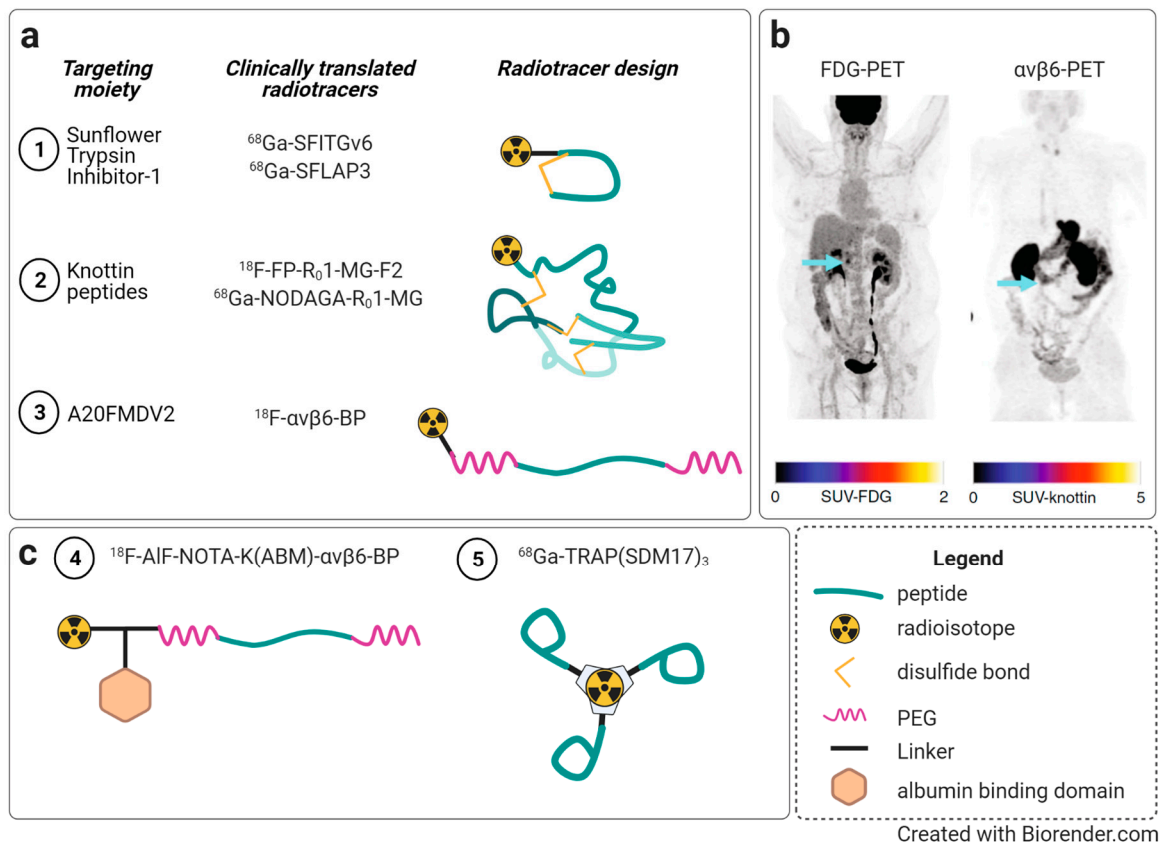 a
Targeting
moiety
Clinically translated
radiotracers
Radiotracer design
1
Sunflower
Trypsin
Inhibitor-1
⁶⁸Ga-SFITGv6
⁶⁸Ga-SFLAP3
2
Knottin
peptides
¹⁸F-FP-R₀1-MG-F2
⁶⁸Ga-NODAGA-R₀1-MG
3
A20FMDV2
¹⁸F-αvβ6-BP
b
FDG-PET
αvβ6-PET
0
SUV-FDG
2
0
SUV-knottin
5
c
4
¹⁸F-AlF-NOTA-K(ABM)-αvβ6-BP
5
⁶⁸Ga-TRAP(SDM17)₃
Legend
peptide
radioisotope
disulfide bond
PEG
Linker
albumin binding domain
Created with Biorender.com